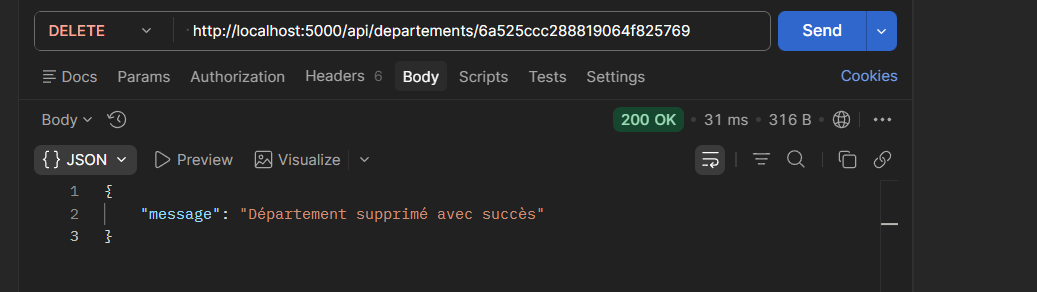 DELETE http://localhost:5000/api/departements/6a525ccc288819064f825769 Send
Docs Params Authorization Headers 6 Body Scripts Tests Settings Cookies
Body 200 OK • 31 ms • 316 B •
{} JSON Preview Visualize
1 {
2 "message": "Département supprimé avec succès"
3 }